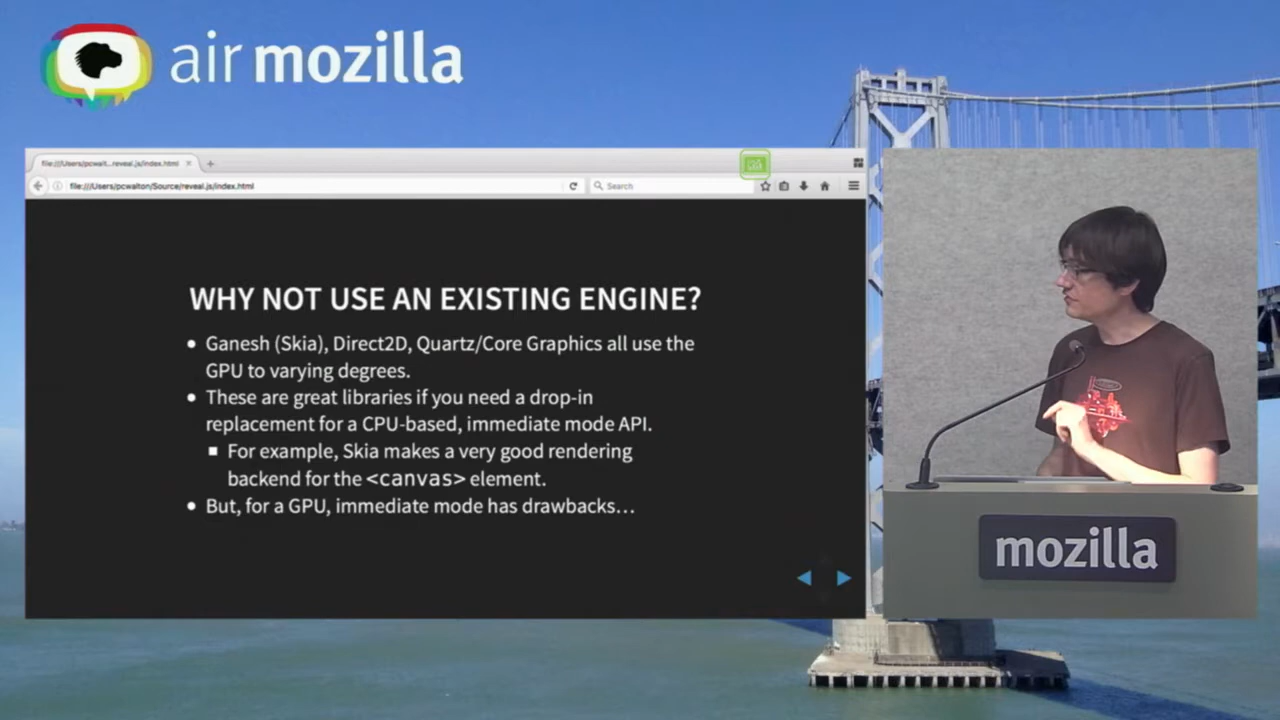 air mozilla
file:///Users/pcwalt...reveal.js/index.html
file:///Users/pcwalton/Source/reveal.js/index.html
Search
WHY NOT USE AN EXISTING ENGINE?
Ganesh (Skia), Direct2D, Quartz/Core Graphics all use the
GPU to varying degrees.
These are great libraries if you need a drop-in
replacement for a CPU-based, immediate mode API.
For example, Skia makes a very good rendering
backend for the <canvas> element.
But, for a GPU, immediate mode has drawbacks…
mozilla